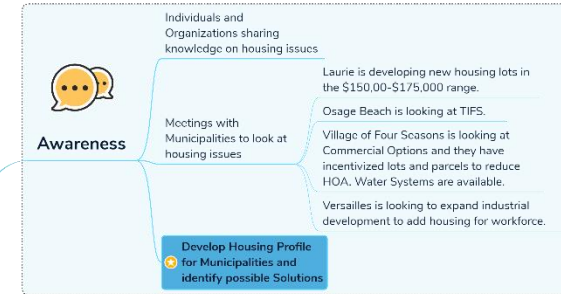 Individuals and
Organizations sharing
knowledge on housing issues
Awareness
Meetings with
Municipalities to look at
housing issues
Laurie is developing new housing lots in
the $150,00-$175,000 range.
Osage Beach is looking at TIFS.
Village of Four Seasons is looking at
Commercial Options and they have
incentivized lots and parcels to reduce
HOA. Water Systems are available.
Versailles is looking to expand industrial
development to add housing for workforce.
Develop Housing Profile
for Municipalities and
identify possible Solutions